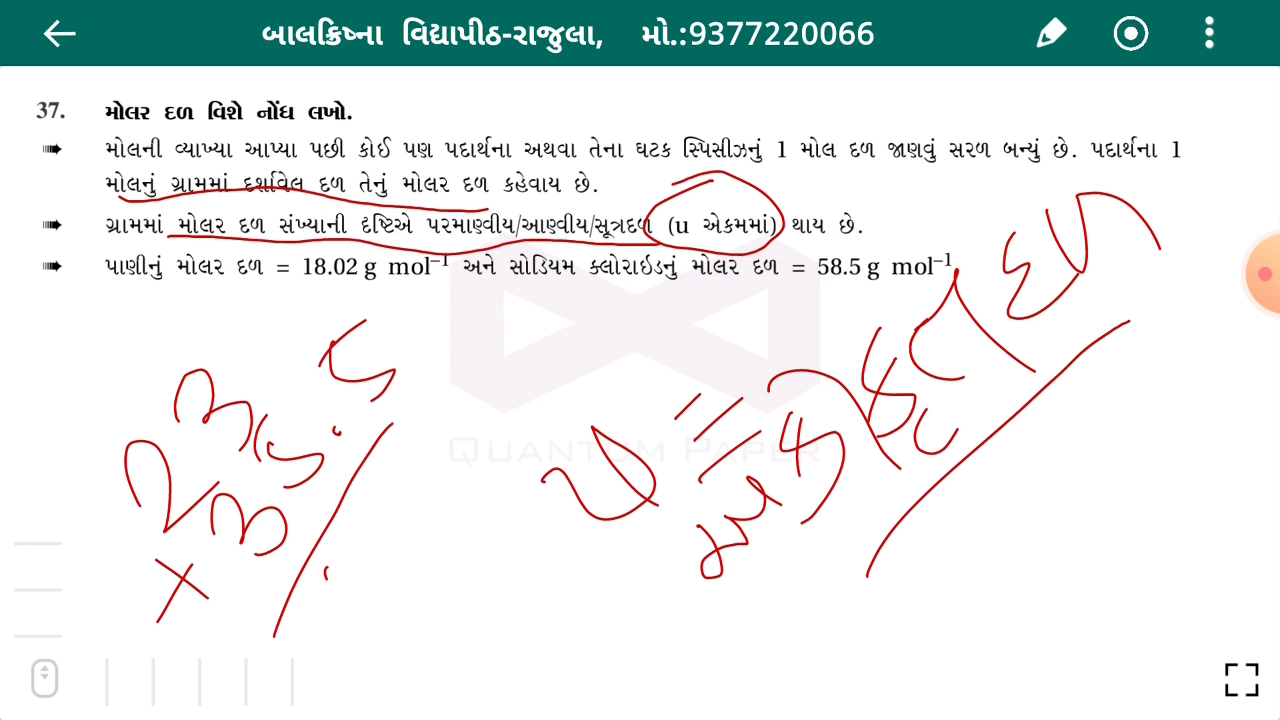 બાલક્રિષ્ના વિદ્યાપીઠ-રાજુલા, મો.:9377220066
37. મોલર દળ વિશે નોંધ લખો.
➠ મોલની વ્યાખ્યા આપ્યા પછી કોઈ પણ પદાર્થના અથવા તેના ઘટક સ્પિસીઝનું 1 મોલ દળ જાણવું સરળ બન્યું છે. પદાર્થના 1
મોલનું ગ્રામમાં દર્શાવેલ દળ તેનું મોલર દળ કહેવાય છે.
➠ ગ્રામમાં મોલર દળ સંખ્યાની દૃષ્ટિએ પરમાણ્વીય/આણ્વીય/સૂત્રદળ (u એકમમાં) થાય છે.
➠ પાણીનું મોલર દળ = 18.02 g mol⁻¹ અને સોડિયમ ક્લોરાઇડનું મોલર દળ = 58.5 g mol⁻¹.
QUANTUM PAPER